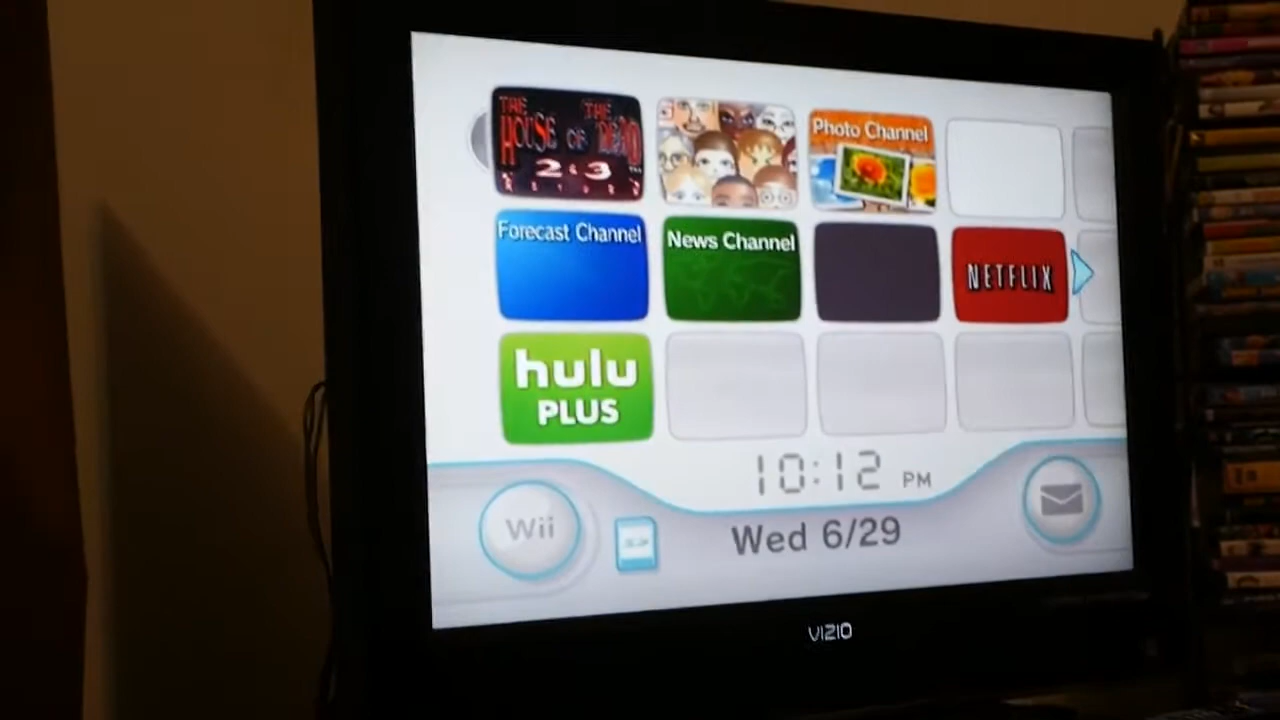 THE THE
HOUSE OF DEAD
2 & 3
RETURN
Photo Channel
Forecast Channel
News Channel
NETFLIX
hulu
PLUS
10:12 PM
Wii
Wed 6/29
VIZIO